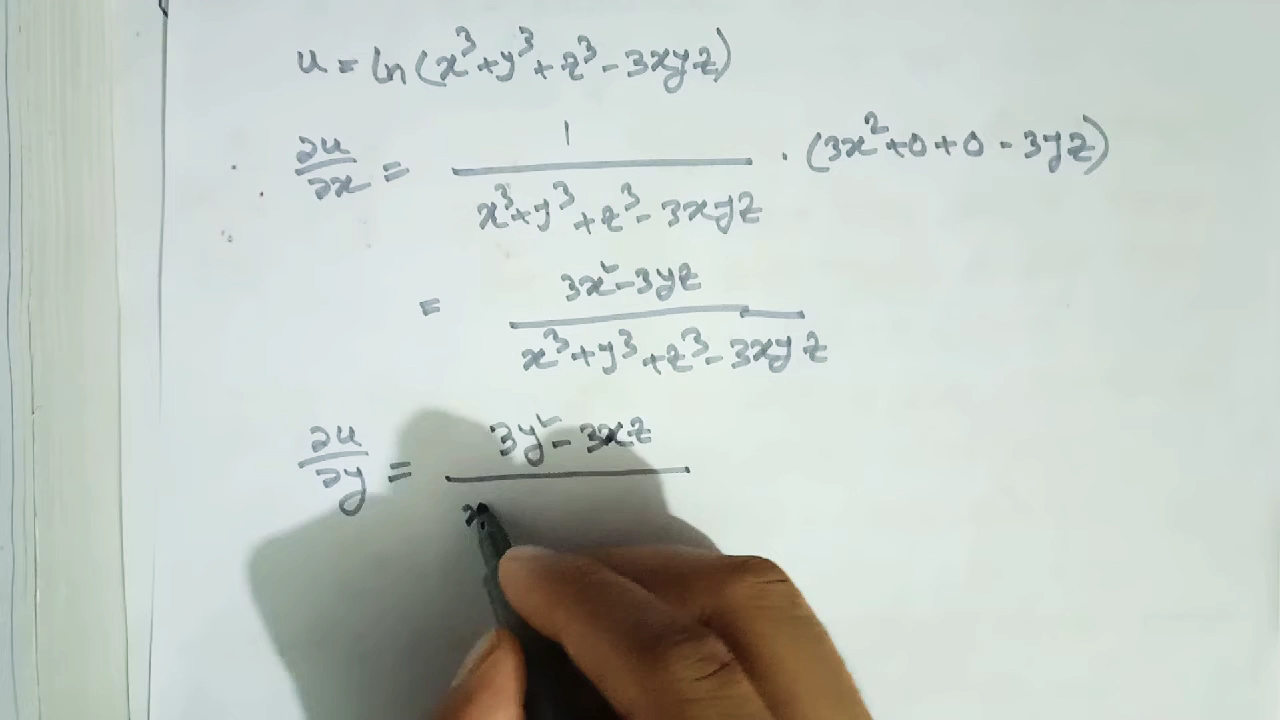 u = ln(x³+y³+z³-3xyz)
∂u/∂x = 1/(x³+y³+z³-3xyz) · (3x²+0+0-3yz)
= (3x²-3yz)/(x³+y³+z³-3xyz)
∂u/∂y = (3y²-3xz)/x